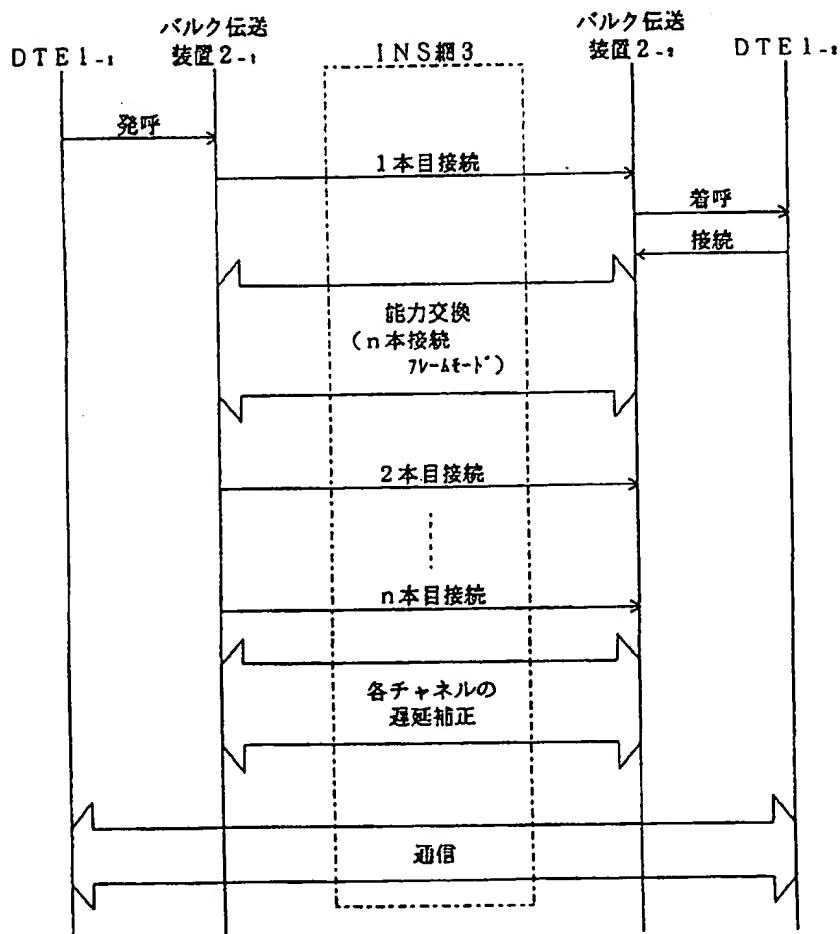 バルク伝送
装置2-₁
バルク伝送
装置2-₂
DTE1-₁
INS網3
DTE1-₂
発呼
1本目接続
着呼
接続
能力交換
(n本接続
フレームモード)
2本目接続
n本目接続
各チャネルの
遅延補正
通信